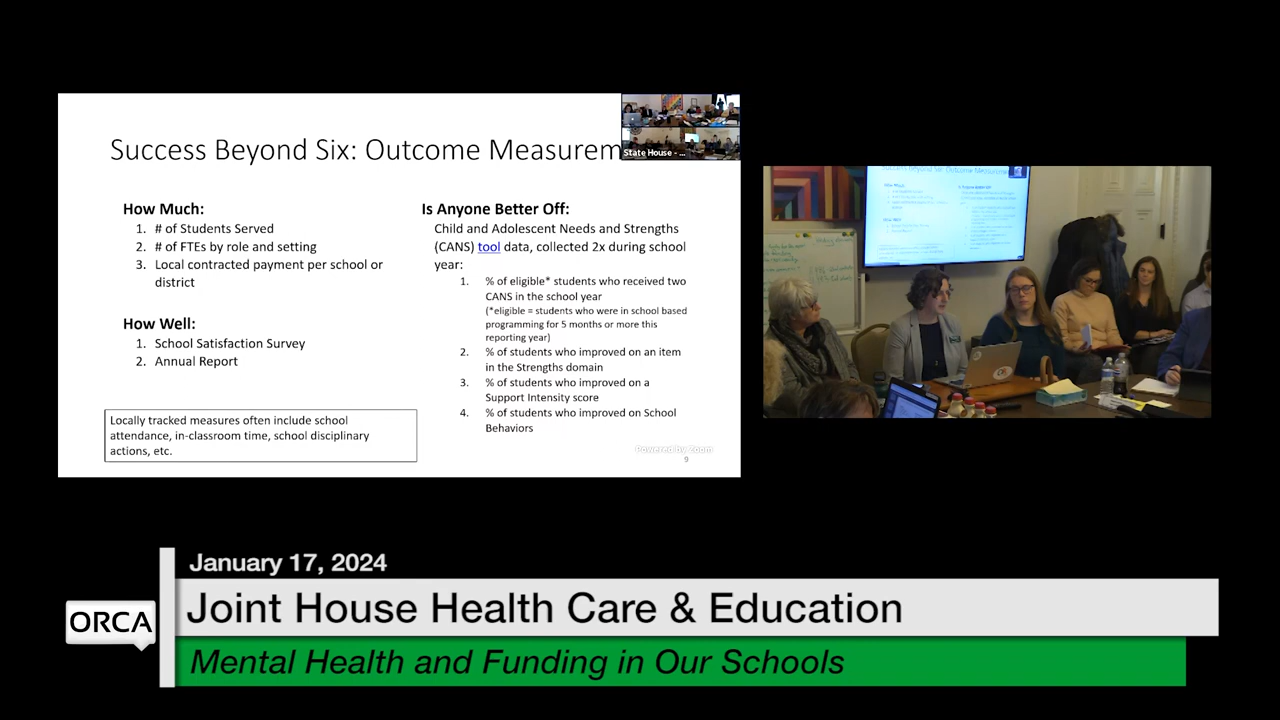 Success Beyond Six: Outcome Measurem
State House - ...
How Much:
1. # of Students Served
2. # of FTEs by role and setting
3. Local contracted payment per school or
district
How Well:
1. School Satisfaction Survey
2. Annual Report
Locally tracked measures often include school
attendance, in-classroom time, school disciplinary
actions, etc.
Is Anyone Better Off:
Child and Adolescent Needs and Strengths
(CANS) tool data, collected 2x during school
year:
1. % of eligible* students who received two
CANS in the school year
(*eligible = students who were in school based
programming for 5 months or more this
reporting year)
2. % of students who improved on an item
in the Strengths domain
3. % of students who improved on a
Support Intensity score
4. % of students who improved on School
Behaviors
Powered by Zoom
9
January 17, 2024
ORCA
Joint House Health Care & Education
Mental Health and Funding in Our Schools